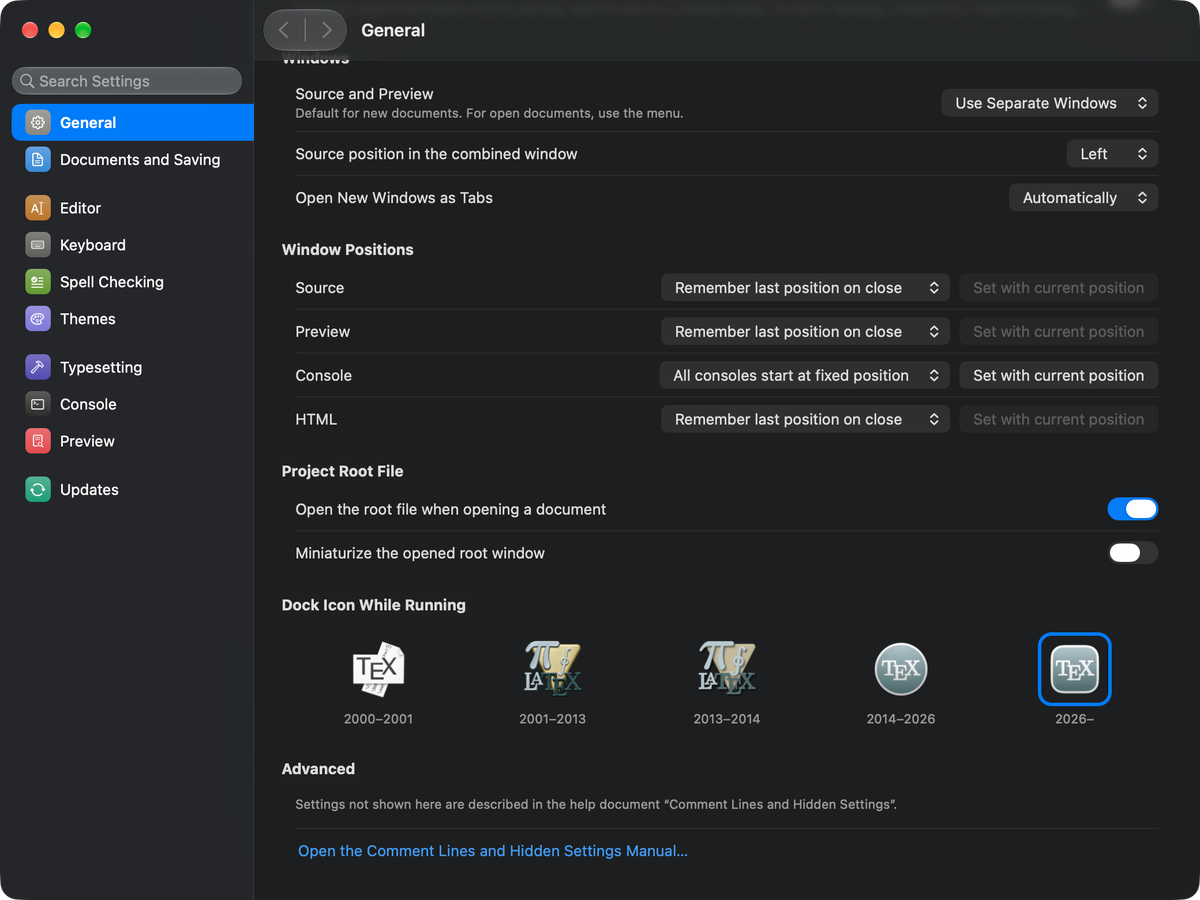 General
Search Settings
General
Documents and Saving
Editor
Keyboard
Spell Checking
Themes
Typesetting
Console
Preview
Updates
Windows
Source and Preview
Use Separate Windows
Default for new documents. For open documents, use the menu.
Source position in the combined window
Left
Open New Windows as Tabs
Automatically
Window Positions
Source
Remember last position on close
Set with current position
Preview
Remember last position on close
Set with current position
Console
All consoles start at fixed position
Set with current position
HTML
Remember last position on close
Set with current position
Project Root File
Open the root file when opening a document
Miniaturize the opened root window
Dock Icon While Running
TEX
π LATEX
π LATEX
TEX
TEX
2000–2001
2001–2013
2013–2014
2014–2026
2026–
Advanced
Settings not shown here are described in the help document “Comment Lines and Hidden Settings”.
Open the Comment Lines and Hidden Settings Manual...